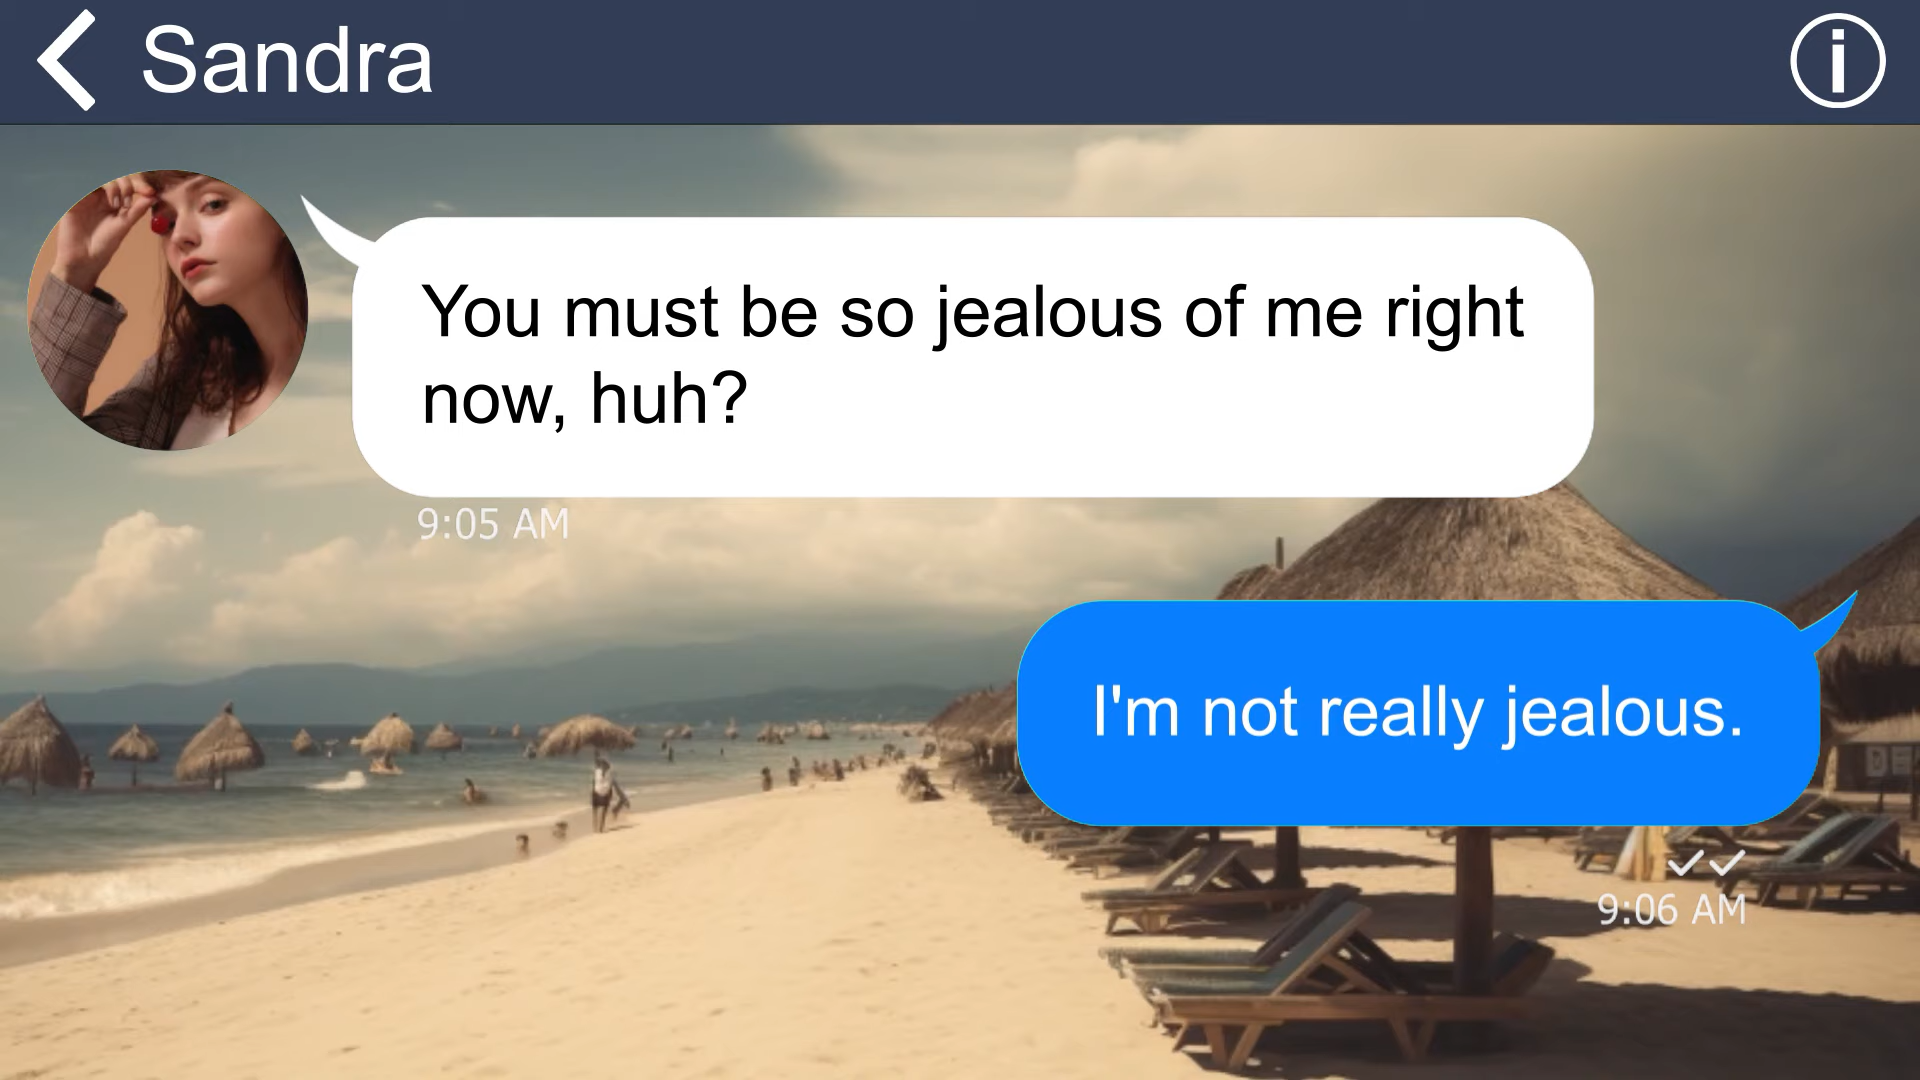 Sandra
You must be so jealous of me right
now, huh?
9:05 AM
I'm not really jealous.
9:06 AM